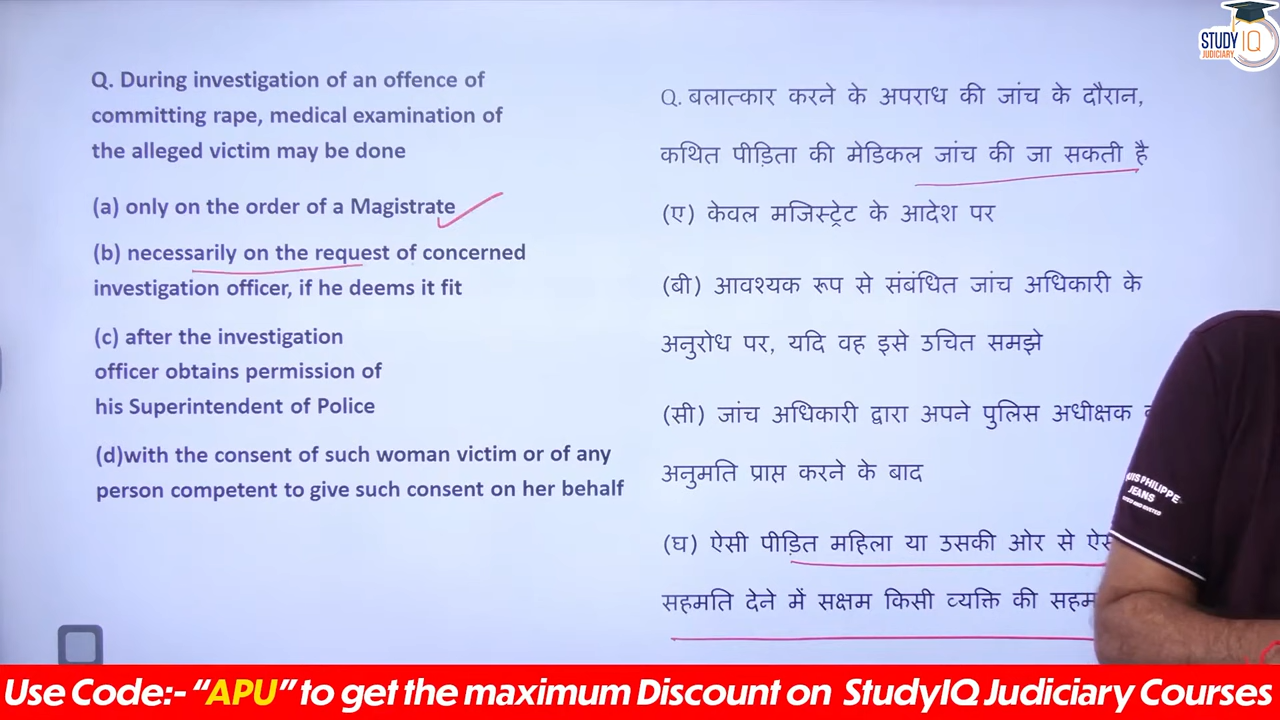 STUDY IQ
JUDICIARY
Q. During investigation of an offence of
committing rape, medical examination of
the alleged victim may be done
(a) only on the order of a Magistrate
(b) necessarily on the request of concerned
investigation officer, if he deems it fit
(c) after the investigation
officer obtains permission of
his Superintendent of Police
(d)with the consent of such woman victim or of any
person competent to give such consent on her behalf
Q. बलात्कार करने के अपराध की जांच के दौरान,
कथित पीड़िता की मेडिकल जांच की जा सकती है
(ए) केवल मजिस्ट्रेट के आदेश पर
(बी) आवश्यक रूप से संबंधित जांच अधिकारी के
अनुरोध पर, यदि वह इसे उचित समझे
(सी) जांच अधिकारी द्वारा अपने पुलिस अधीक्षक
अनुमति प्राप्त करने के बाद
(घ) ऐसी पीड़ित महिला या उसकी ओर से
सहमति देने में सक्षम किसी व्यक्ति की
PHILIPPE
JEANS
Use Code:- “APU” to get the maximum Discount on StudyIQ Judiciary Courses